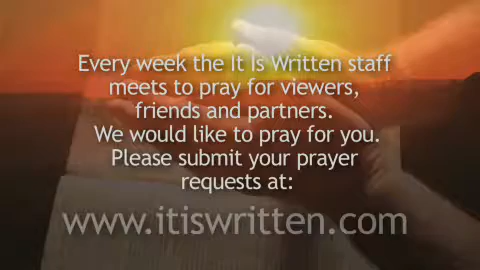 Every week the It Is Written staff
meets to pray for viewers,
friends and partners.
We would like to pray for you.
Please submit your prayer
requests at:
www.itiswritten.com